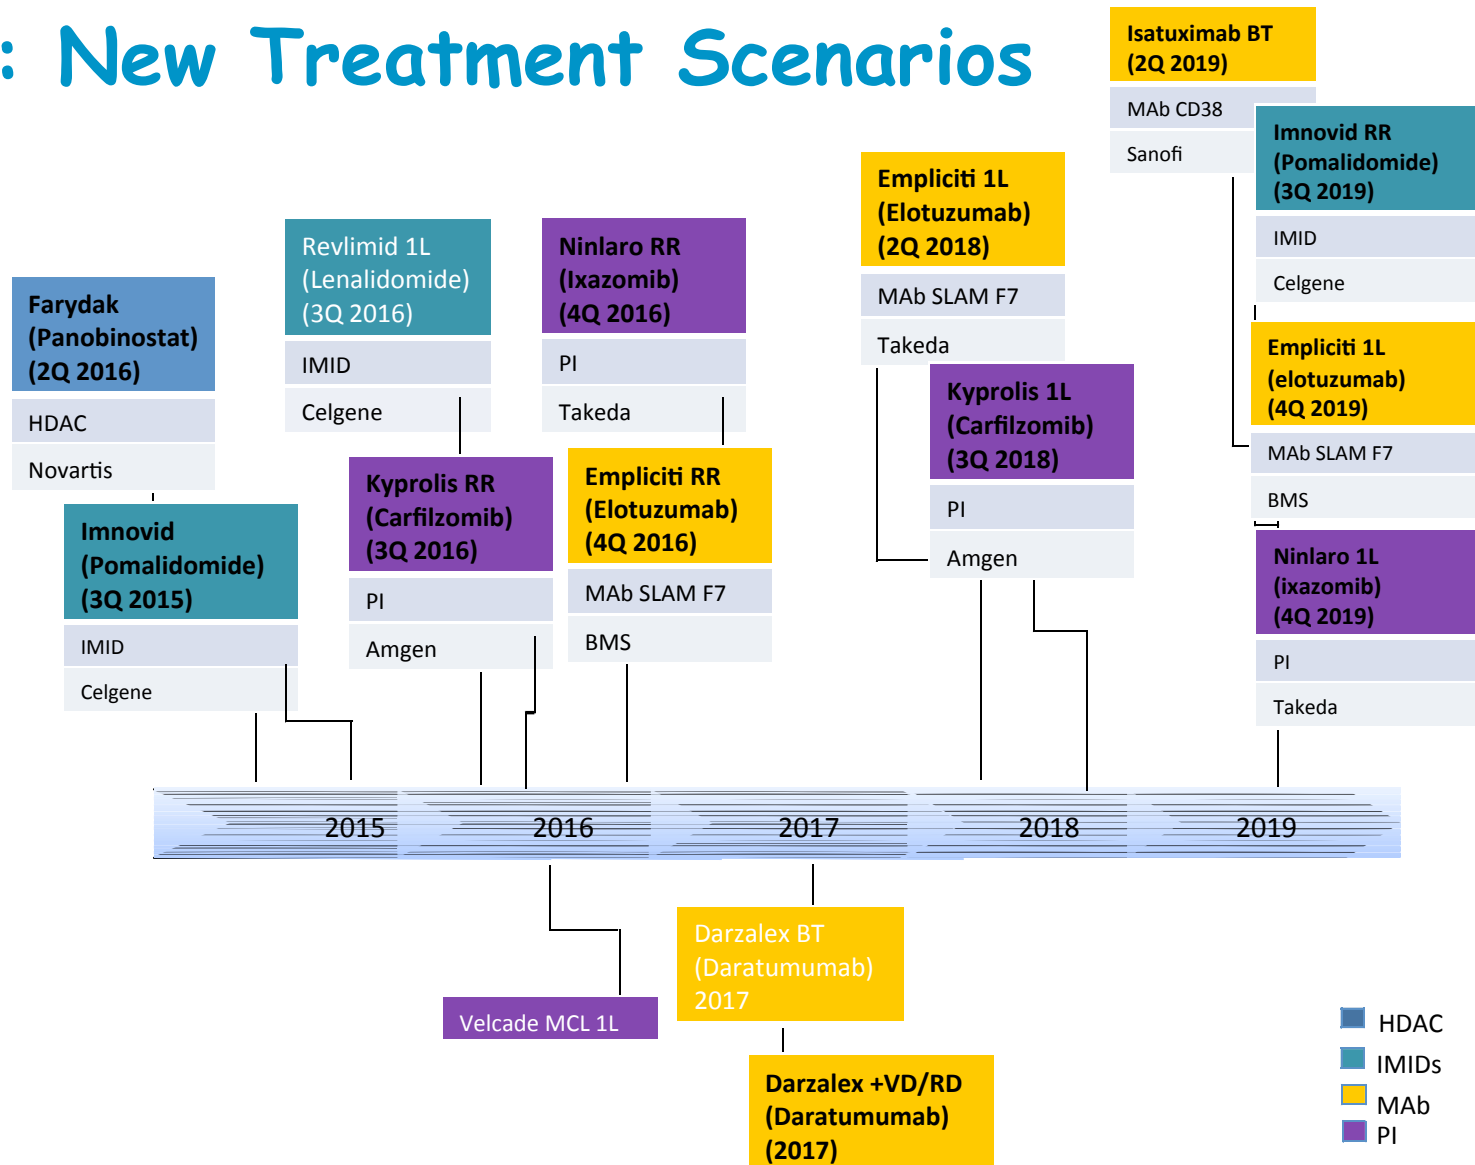 : New Treatment Scenarios
Isatuximab BT
(2Q 2019)
MAb CD38
Sanofi
Imnovid RR
(Pomalidomide)
(3Q 2019)
IMID
Celgene
Empliciti 1L
(Elotuzumab)
(2Q 2018)
MAb SLAM F7
Takeda
Revlimid 1L
(Lenalidomide)
(3Q 2016)
IMID
Celgene
Ninlaro RR
(Ixazomib)
(4Q 2016)
PI
Takeda
Farydak
(Panobinostat)
(2Q 2016)
HDAC
Novartis
Empliciti 1L
(elotuzumab)
(4Q 2019)
MAb SLAM F7
BMS
Kyprolis 1L
(Carfilzomib)
(3Q 2018)
PI
Amgen
Kyprolis RR
(Carfilzomib)
(3Q 2016)
PI
Amgen
Empliciti RR
(Elotuzumab)
(4Q 2016)
MAb SLAM F7
BMS
Imnovid
(Pomalidomide)
(3Q 2015)
IMID
Celgene
Ninlaro 1L
(ixazomib)
(4Q 2019)
PI
Takeda
2015
2016
2017
2018
2019
Darzalex BT
(Daratumumab)
2017
Velcade MCL 1L
Darzalex +VD/RD
(Daratumumab)
(2017)
HDAC
IMIDs
MAb
PI